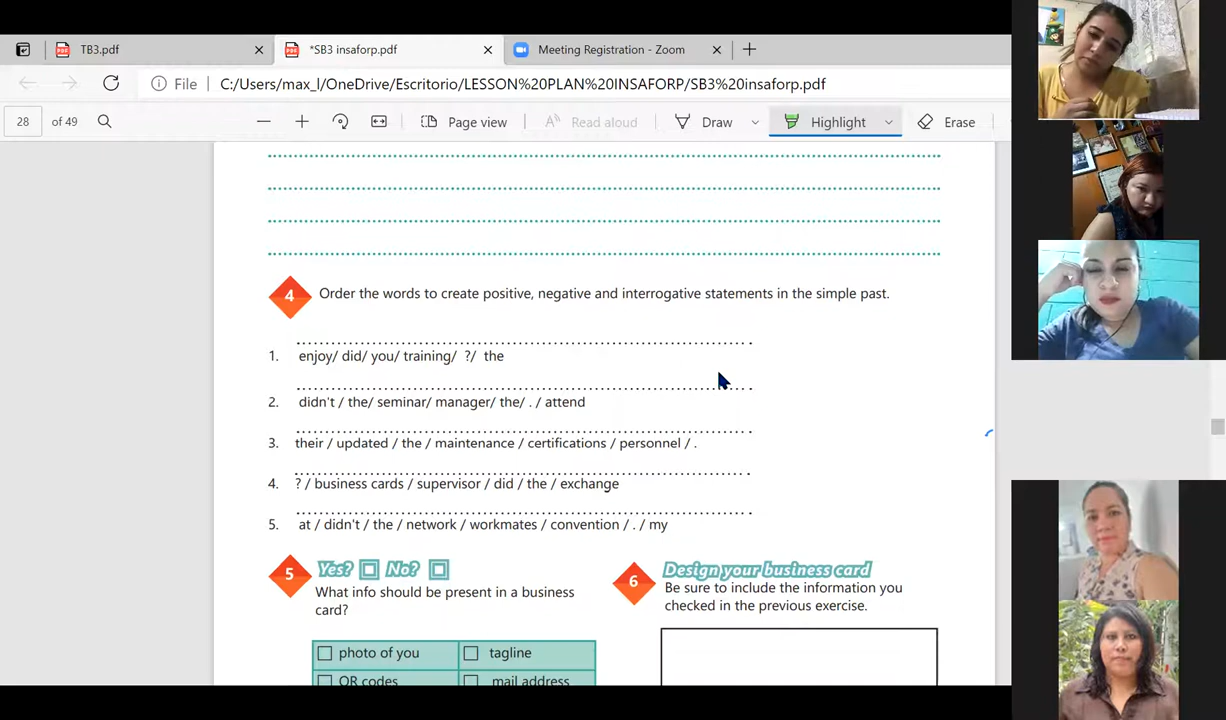 TB3.pdf
*SB3 insaforp.pdf
Meeting Registration - Zoom
File C:/Users/max_l/OneDrive/Escritorio/LESSON%20PLAN%20INSAFORP/SB3%20insaforp.pdf
28 of 49 Page view Read aloud Draw Highlight Erase
4 Order the words to create positive, negative and interrogative statements in the simple past.
1. enjoy/ did/ you/ training/ ?/ the
2. didn't / the/ seminar/ manager/ the/ . / attend
3. their / updated / the / maintenance / certifications / personnel / .
4. ? / business cards / supervisor / did / the / exchange
5. at / didn't / the / network / workmates / convention / . / my
5 Yes? No?
What info should be present in a business
card?
photo of you tagline
QR codes mail address
6 Design your business card
Be sure to include the information you
checked in the previous exercise.